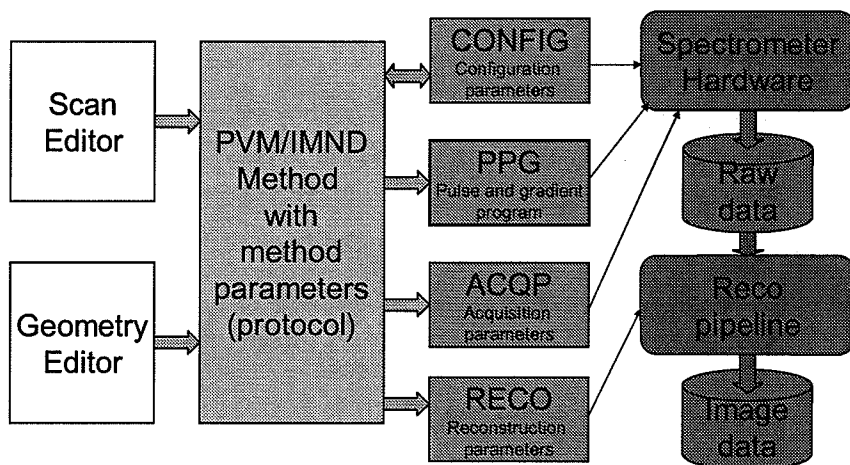 Scan
Editor
Geometry
Editor
PVM/IMND
Method
with
method
parameters
(protocol)
CONFIG
Configuration
parameters
PPG
Pulse and gradient
program
ACQP
Acquisition
parameters
RECO
Reconstruction
parameters
Spectrometer
Hardware
Raw
data
Reco
pipeline
Image
data